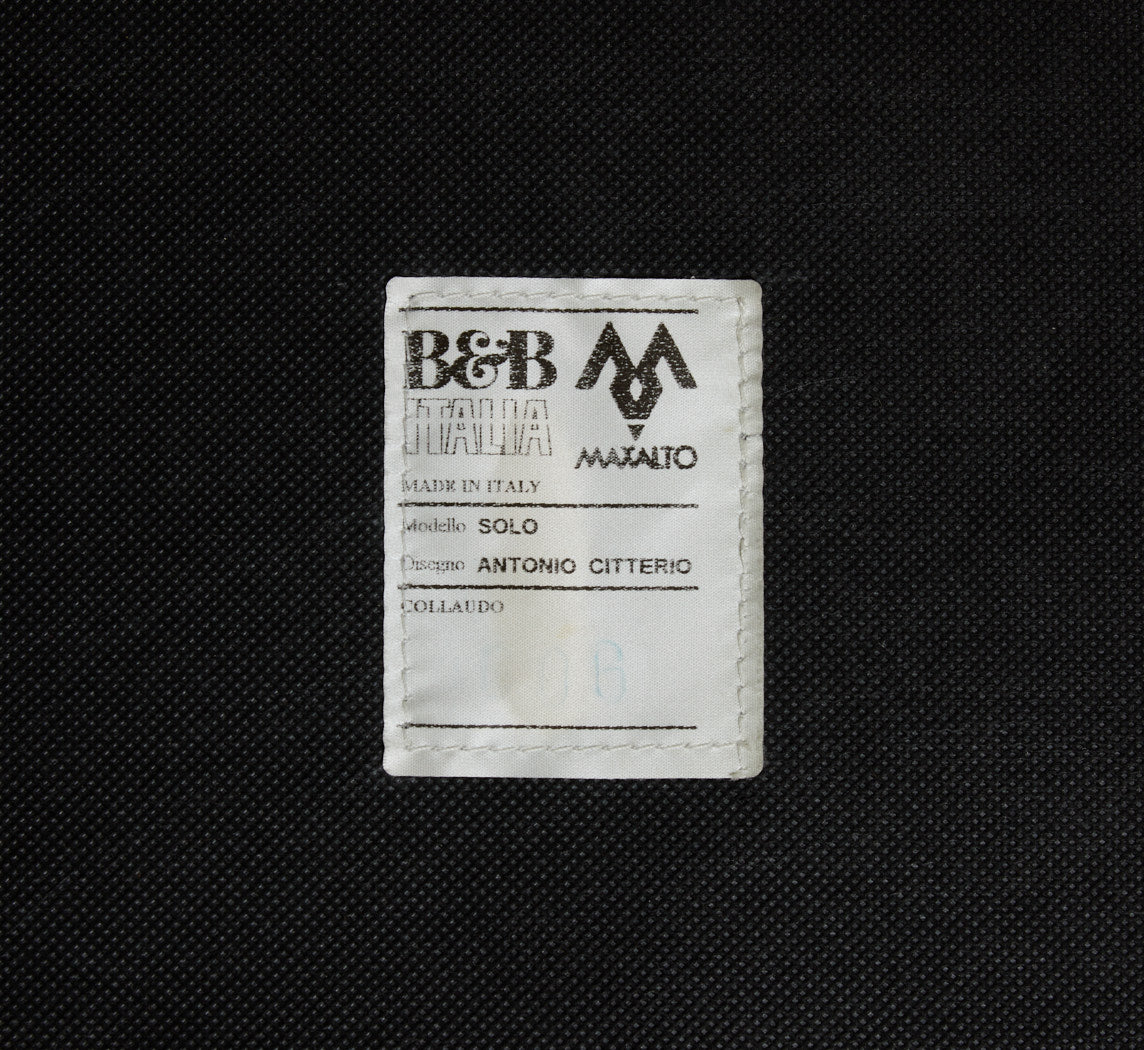 B&B
ITALIA
MAXALTO
MADE IN ITALY
Modello SOLO
Disegno ANTONIO CITTERIO
COLLAUDO